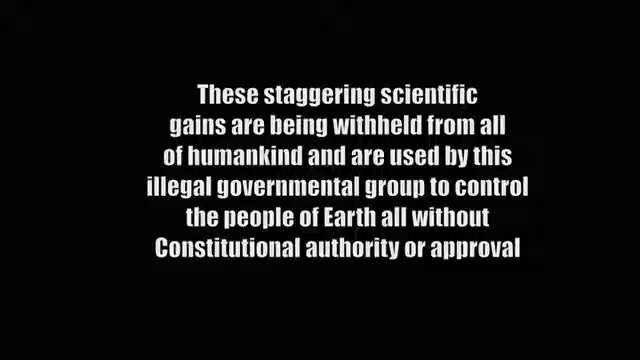 These staggering scientific
gains are being withheld from all
of humankind and are used by this
illegal governmental group to control
the people of Earth all without
Constitutional authority or approval